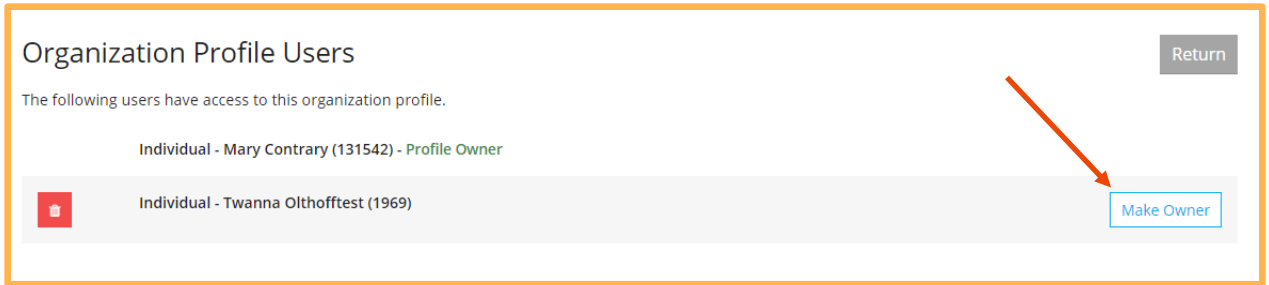 Organization Profile Users
Return
The following users have access to this organization profile.
Individual - Mary Contrary (131542) - Profile Owner
Individual - Twanna Olthofftest (1969)
Make Owner